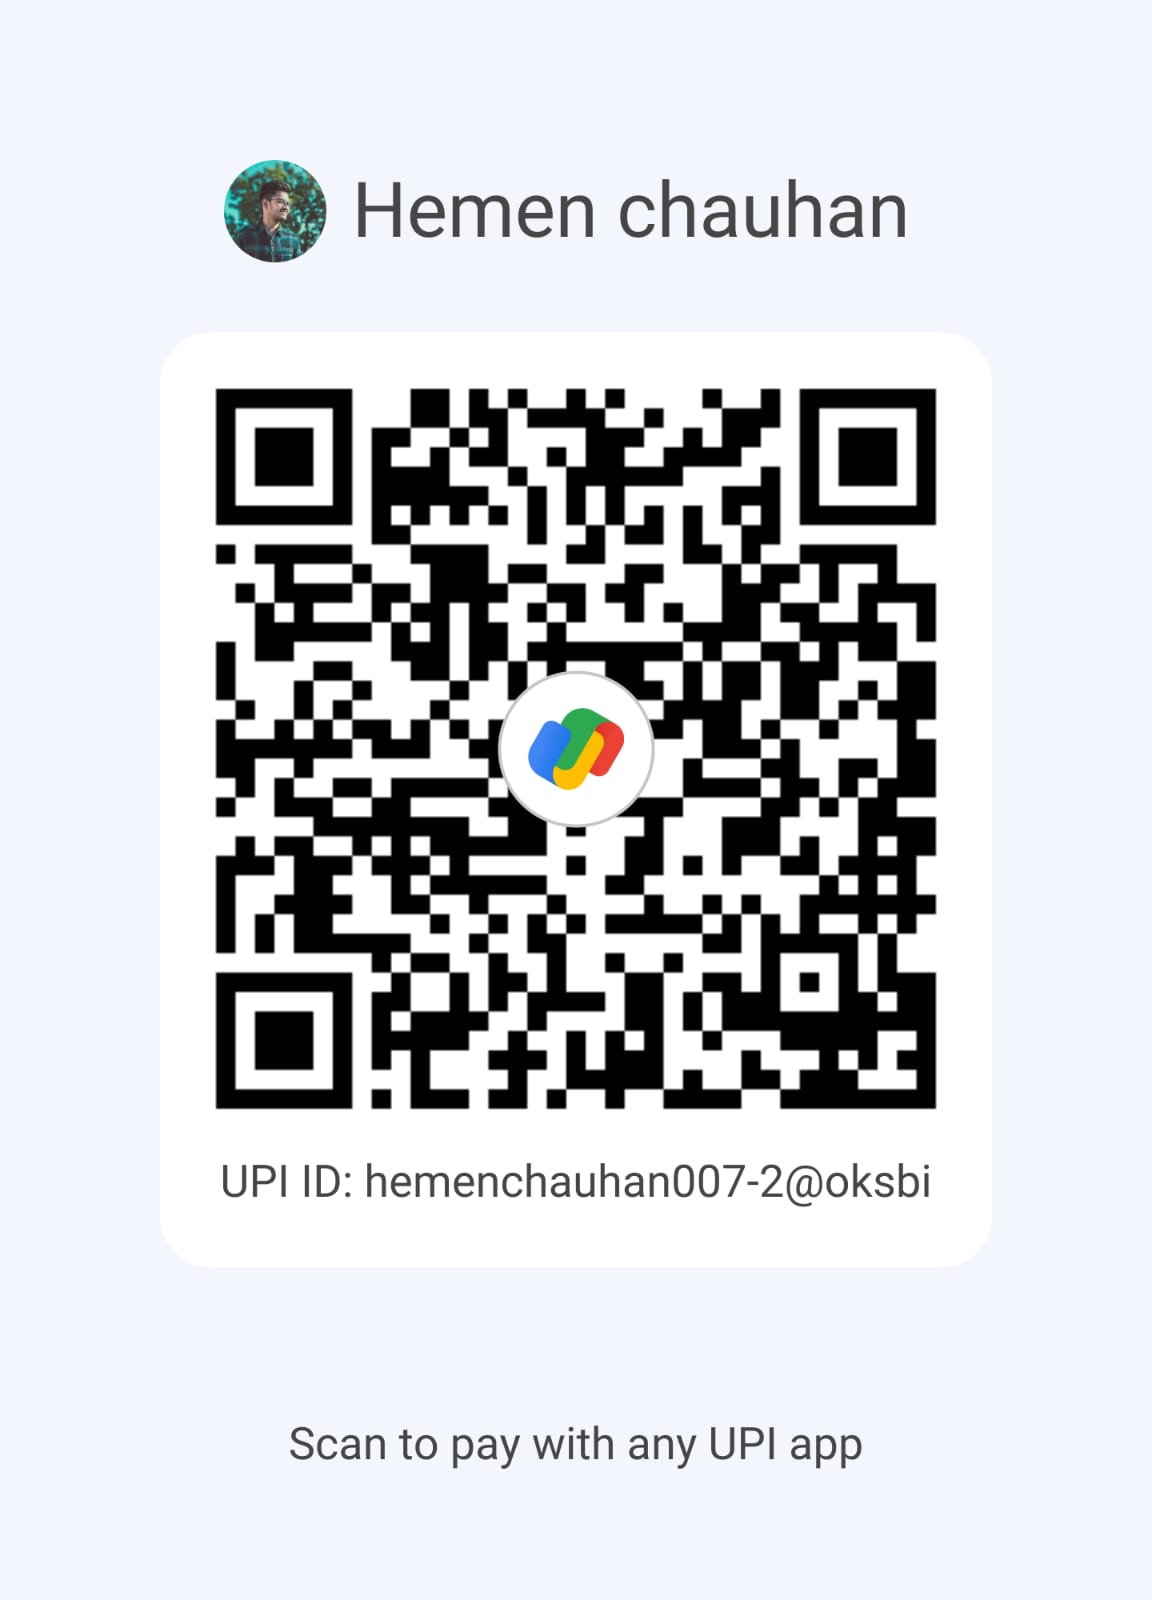 Hemen chauhan
UPI ID: hemenchauhan007-2@oksbi
Scan to pay with any UPI app